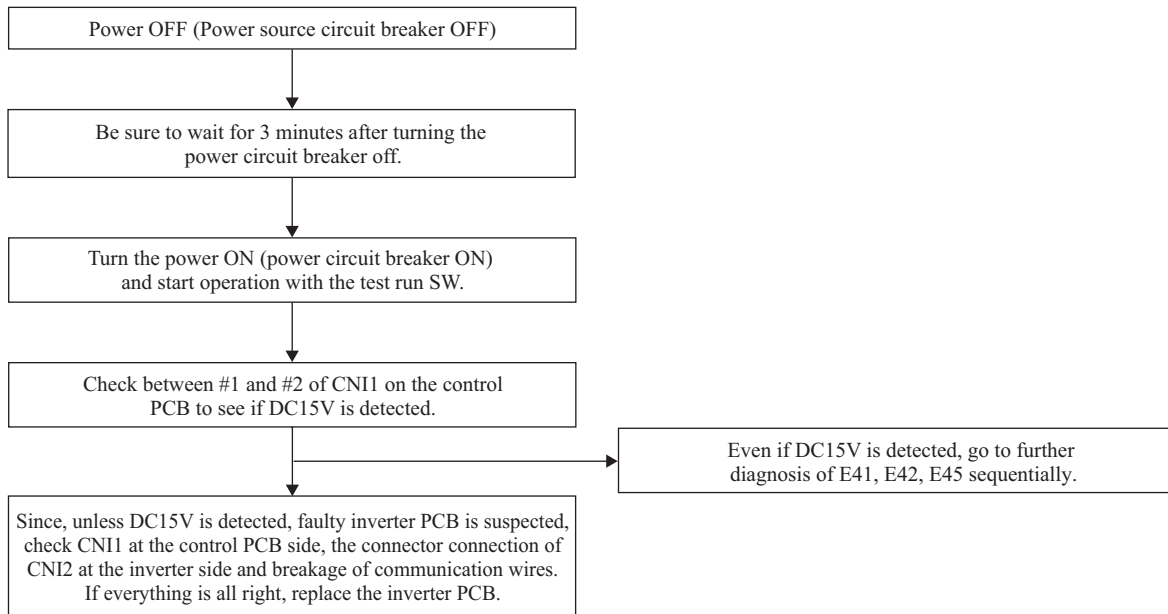 Power OFF (Power source circuit breaker OFF)
Be sure to wait for 3 minutes after turning the
power circuit breaker off.
Turn the power ON (power circuit breaker ON)
and start operation with the test run SW.
Check between #1 and #2 of CNI1 on the control
PCB to see if DC15V is detected.
Even if DC15V is detected, go to further
diagnosis of E41, E42, E45 sequentially.
Since, unless DC15V is detected, faulty inverter PCB is suspected,
check CNI1 at the control PCB side, the connector connection of
CNI2 at the inverter side and breakage of communication wires.
If everything is all right, replace the inverter PCB.